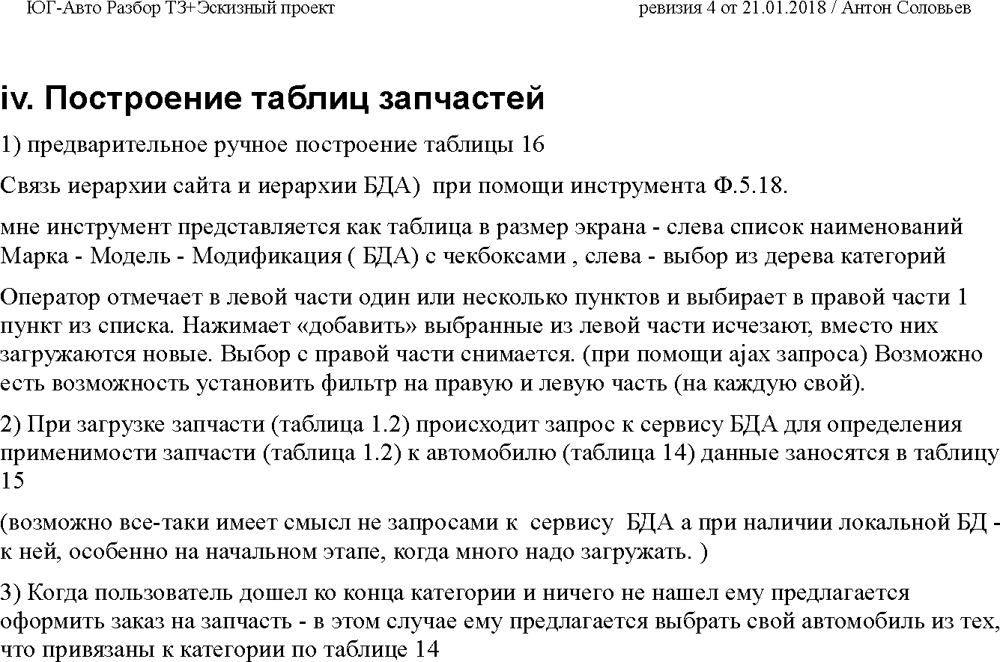 ЮГ-Авто Разбор ТЗ+Эскизный проект ревизия 4 от 21.01.2018 / Антон Соловьев
iv. Построение таблиц запчастей
1) предварительное ручное построение таблицы 16
Связь иерархии сайта и иерархии БДА)  при помощи инструмента Ф.5.18.
мне инструмент представляется как таблица в размер экрана - слева список наименований
Марка - Модель - Модификация ( БДА) с чекбоксами , слева - выбор из дерева категорий
Оператор отмечает в левой части один или несколько пунктов и выбирает в правой части 1
пункт из списка. Нажимает «добавить» выбранные из левой части исчезают, вместо них
загружаются новые. Выбор с правой части снимается. (при помощи ajax запроса) Возможно
есть возможность установить фильтр на правую и левую часть (на каждую свой).
2) При загрузке запчасти (таблица 1.2) происходит запрос к сервису БДА для определения
применимости запчасти (таблица 1.2) к автомобилю (таблица 14) данные заносятся в таблицу
15
(возможно все-таки имеет смысл не запросами к  сервису  БДА а при наличии локальной БД -
к ней, особенно на начальном этапе, когда много надо загружать. )
3) Когда пользователь дошел ко конца категории и ничего не нашел ему предлагается
оформить заказ на запчасть - в этом случае ему предлагается выбрать свой автомобиль из тех,
что привязаны к категории по таблице 14